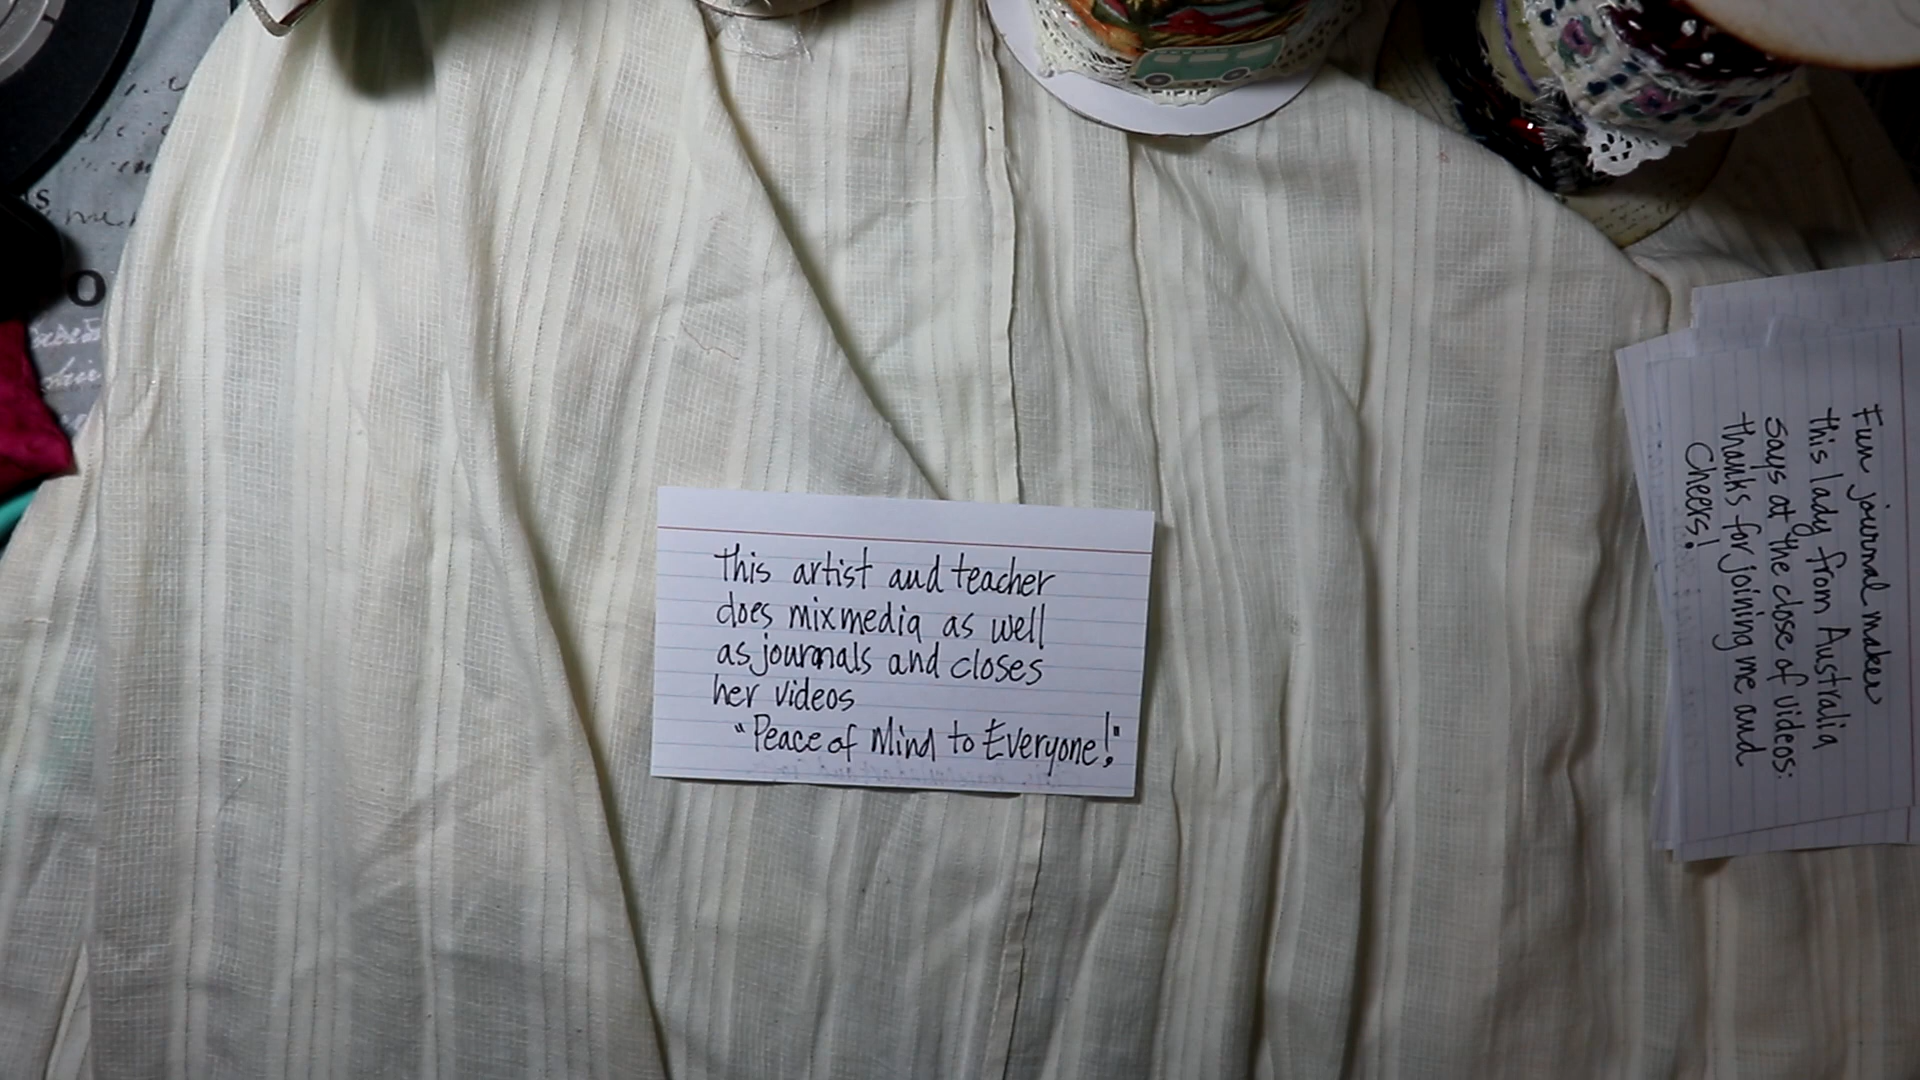 This artist and teacher
does mixmedia as well
as journals and closes
her videos
"Peace of Mind to Everyone!"
Fun journal maker
this lady from Australia
says at the close of videos:
thanks for joining me and
Cheers!